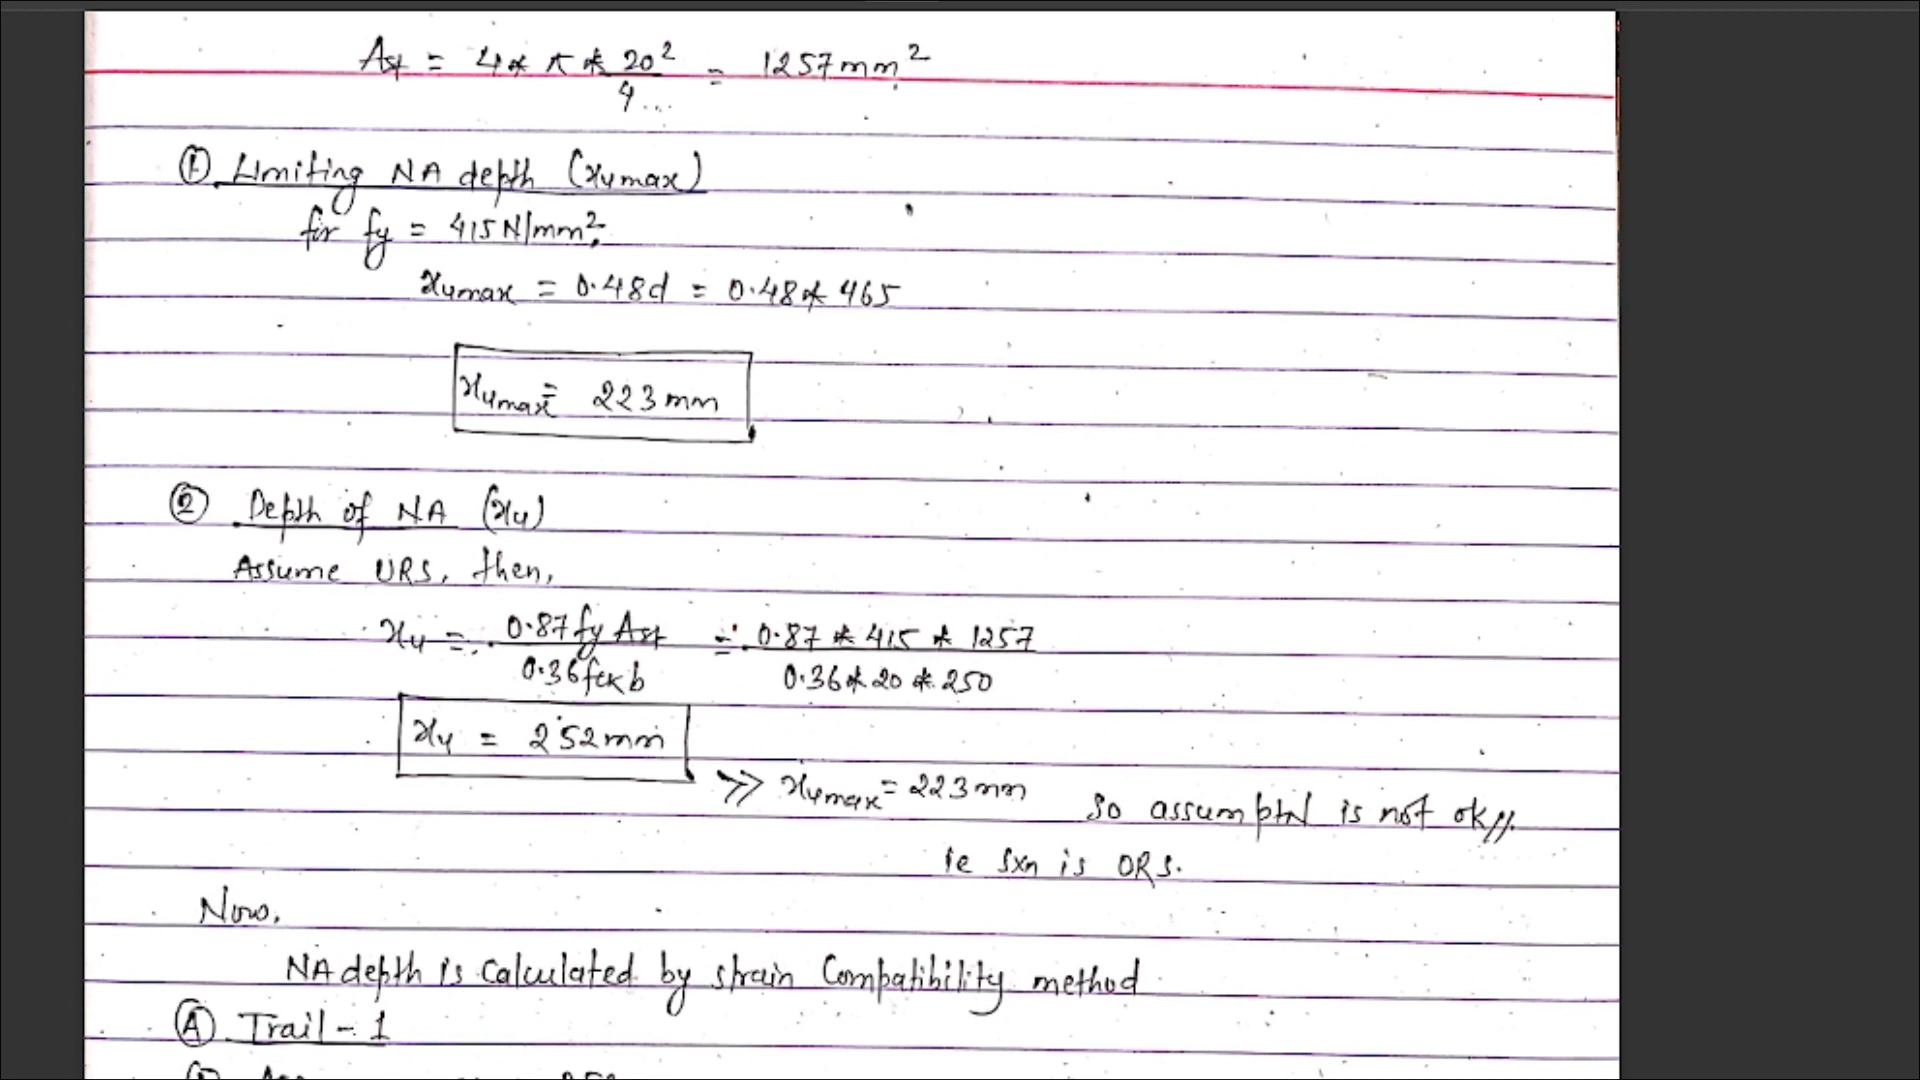 Ast = 4 * π * 20² / 4 = 1257 mm²
① Limiting NA depth (xumax)
for fy = 415 N/mm²,
xumax = 0.48d = 0.48 * 465
xumax = 223 mm
② Depth of NA (xu)
Assume URS, then,
xu = 0.87 fy Ast / 0.36 fck b = 0.87 * 415 * 1257 / 0.36 * 20 * 250
xu = 252 mm
>> xumax = 223 mm So assumptn is not ok//.
ie sxn is ORS.
Now,
NA depth is calculated by strain Compatibility method
Ⓐ Trail - 1